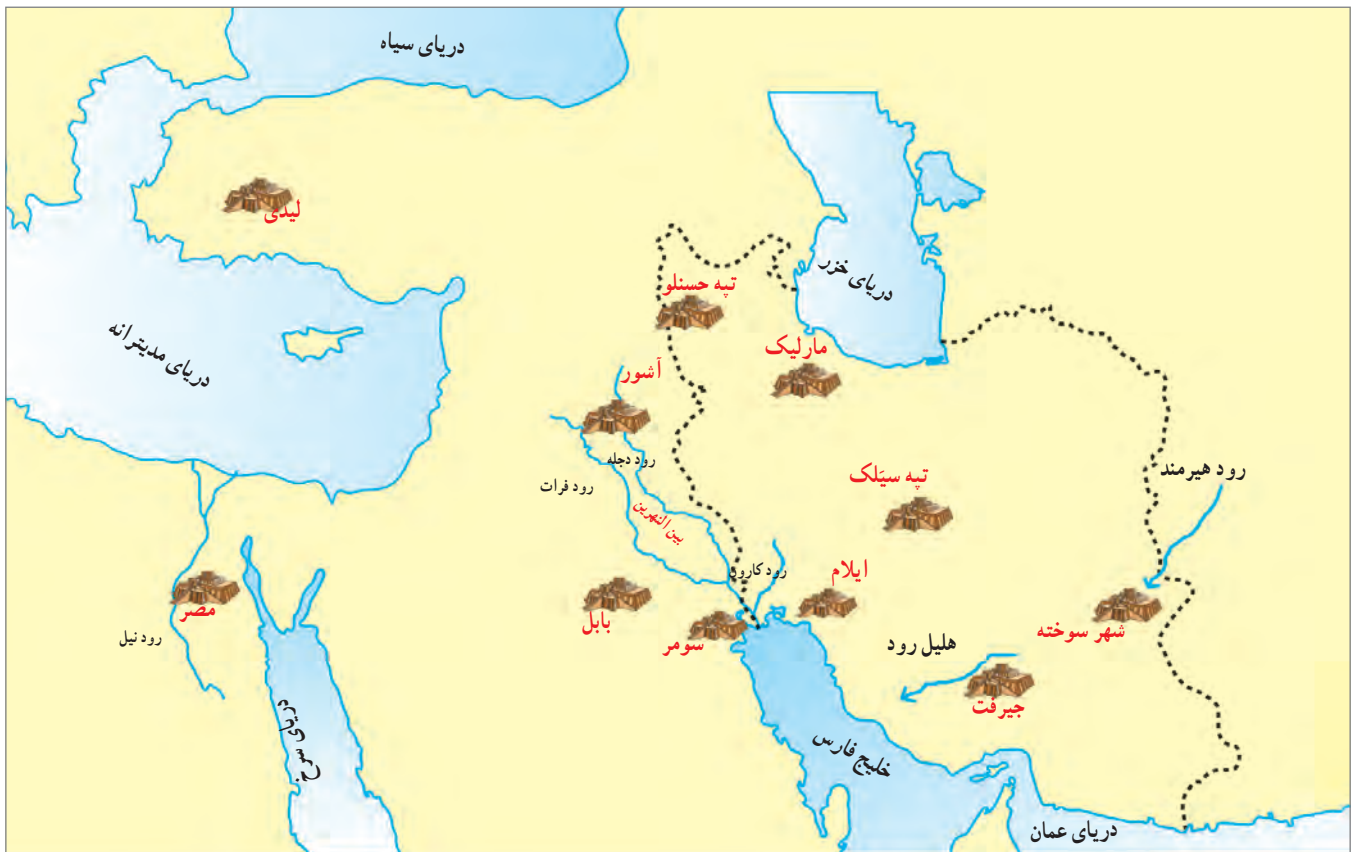 دریای سیاه
لیدی
دریای خزر
تپه حسنلو
مارلیک
دریای مدیترانه
آشور
رود دجله
رود فرات
بین النهرین
تپه سیَلک
رود هیرمند
رود کارون
ایلام
مصر
بابل
سومر
شهر سوخته
رود نیل
هلیل رود
جیرفت
دریای سرخ
خلیج فارس
دریای عمان